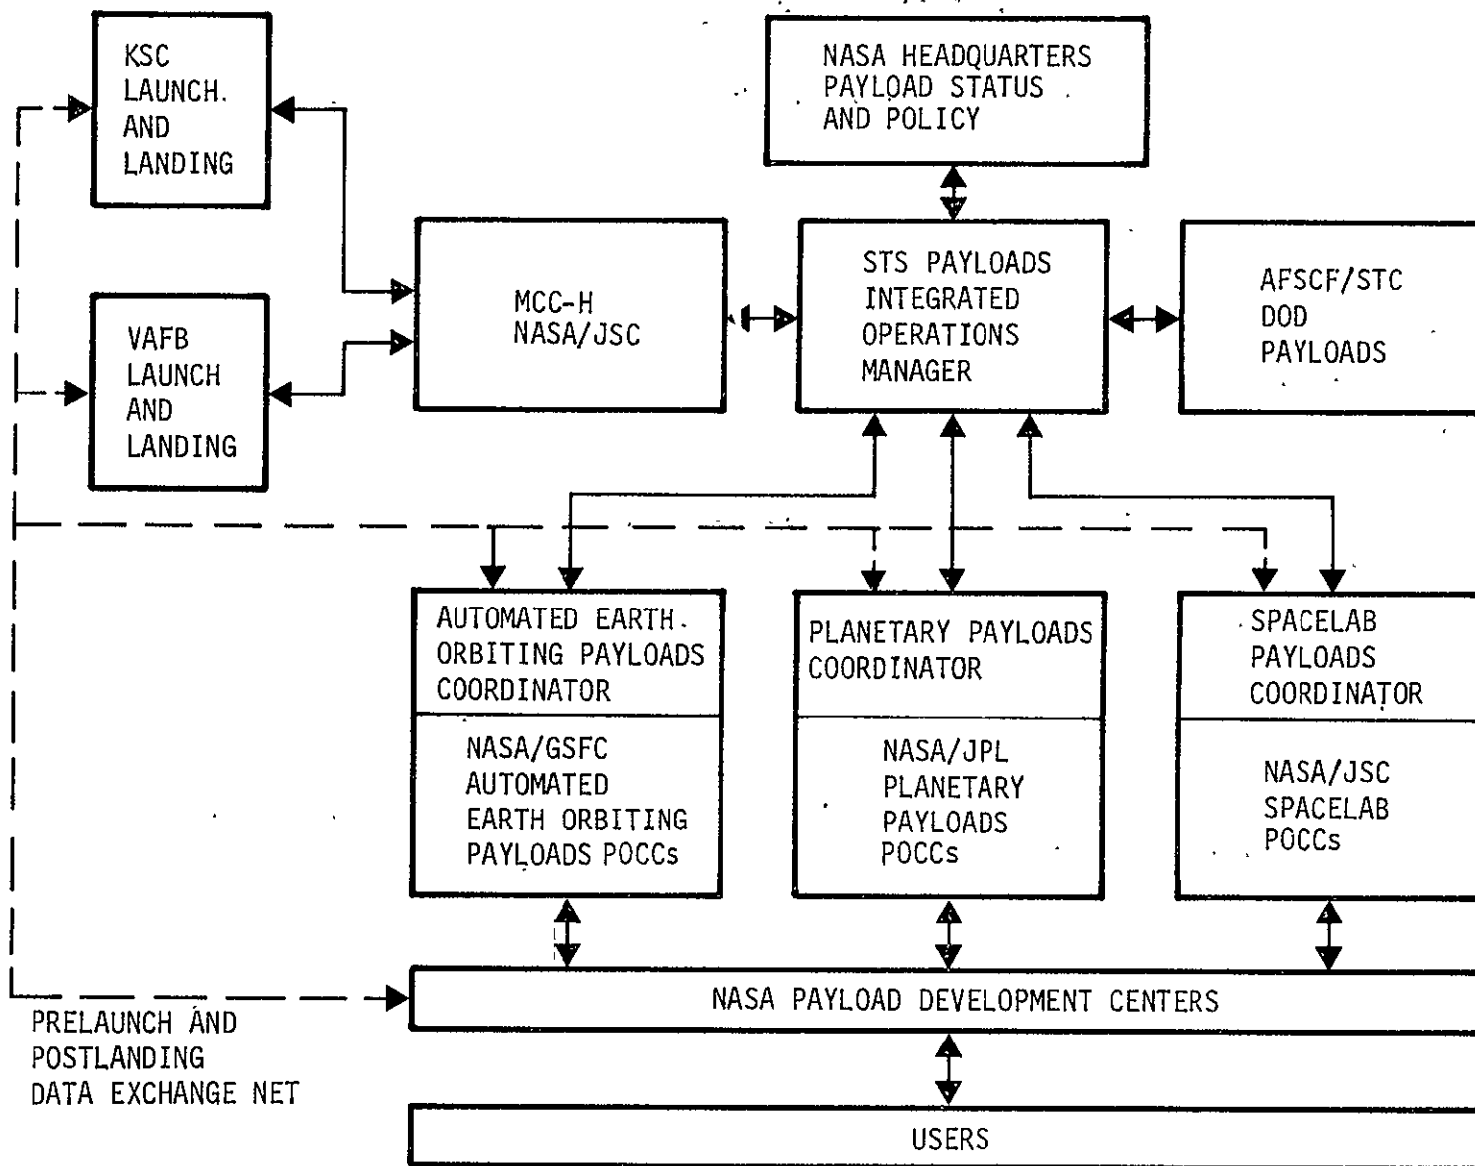 KSC
LAUNCH.
AND
LANDING
NASA HEADQUARTERS
PAYLOAD STATUS
AND POLICY
VAFB
LAUNCH
AND
LANDING
MCC-H
NASA/JSC
STS PAYLOADS
INTEGRATED
OPERATIONS
MANAGER
AFSCF/STC
DOD
PAYLOADS
AUTOMATED EARTH
ORBITING PAYLOADS
COORDINATOR
NASA/GSFC
AUTOMATED
EARTH ORBITING
PAYLOADS POCCs
PLANETARY PAYLOADS
COORDINATOR
NASA/JPL
PLANETARY
PAYLOADS
POCCs
SPACELAB
PAYLOADS
COORDINATOR
NASA/JSC
SPACELAB
POCCs
NASA PAYLOAD DEVELOPMENT CENTERS
PRELAUNCH AND
POSTLANDING
DATA EXCHANGE NET
USERS